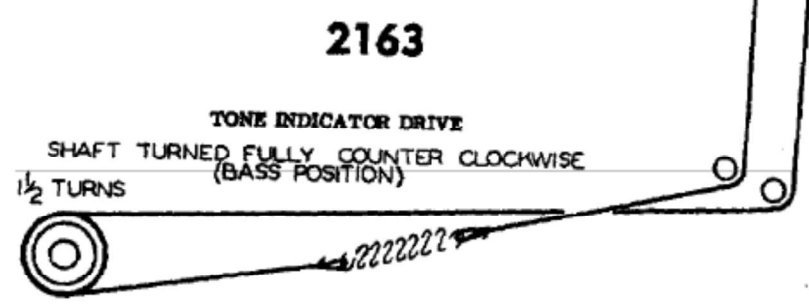 2163
TONE INDICATOR DRIVE
SHAFT TURNED FULLY COUNTER CLOCKWISE
(BASS POSITION)
1½ TURNS